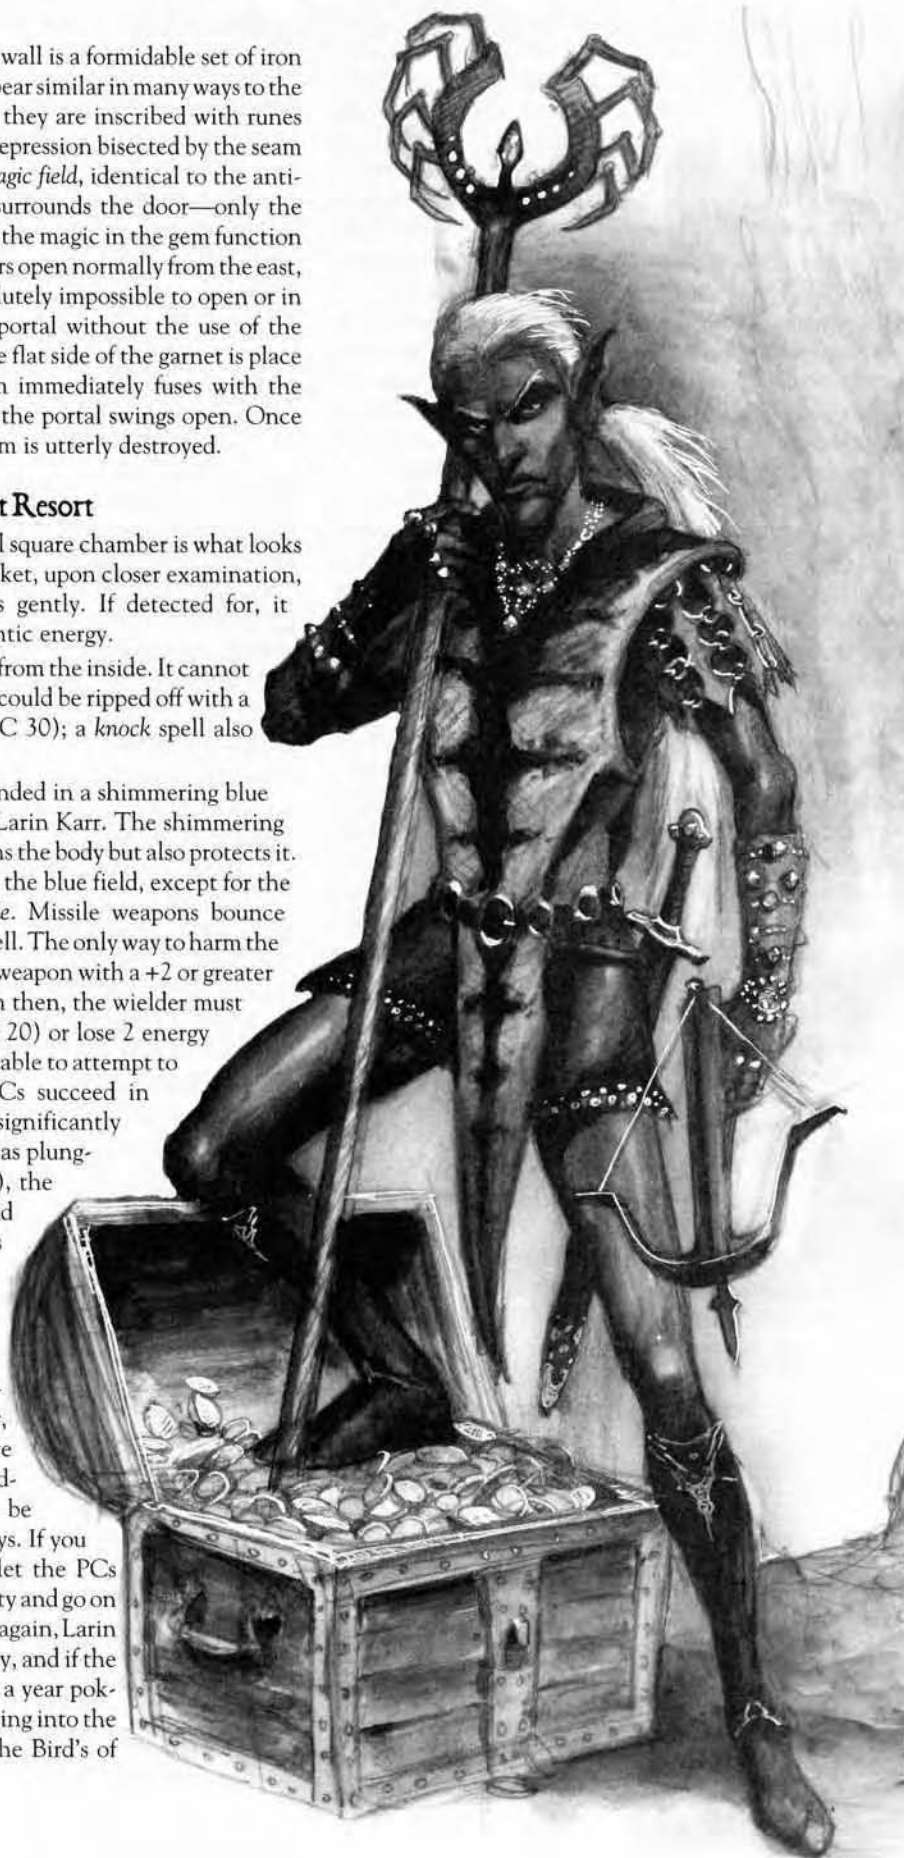 wall is a formidable set of iron
pear similar in many ways to the
they are inscribed with runes
epression bisected by the seam
agic field, identical to the anti-
surrounds the door—only the
the magic in the gem function
rs open normally from the east,
lutely impossible to open or in
portal without the use of the
e flat side of the garnet is place
n immediately fuses with the
the portal swings open. Once
m is utterly destroyed.
t Resort
l square chamber is what looks
ket, upon closer examination,
s gently. If detected for, it
ntic energy.
from the inside. It cannot
could be ripped off with a
C 30); a knock spell also
nded in a shimmering blue
Larin Karr. The shimmering
ns the body but also protects it.
the blue field, except for the
e. Missile weapons bounce
ell. The only way to harm the
weapon with a +2 or greater
n then, the wielder must
20) or lose 2 energy
able to attempt to
Cs succeed in
significantly
as plung-
), the
d
s
-
,
e
d-
be
ys. If you
let the PCs
ty and go on
again, Larin
y, and if the
a year pok-
ing into the
he Bird's of